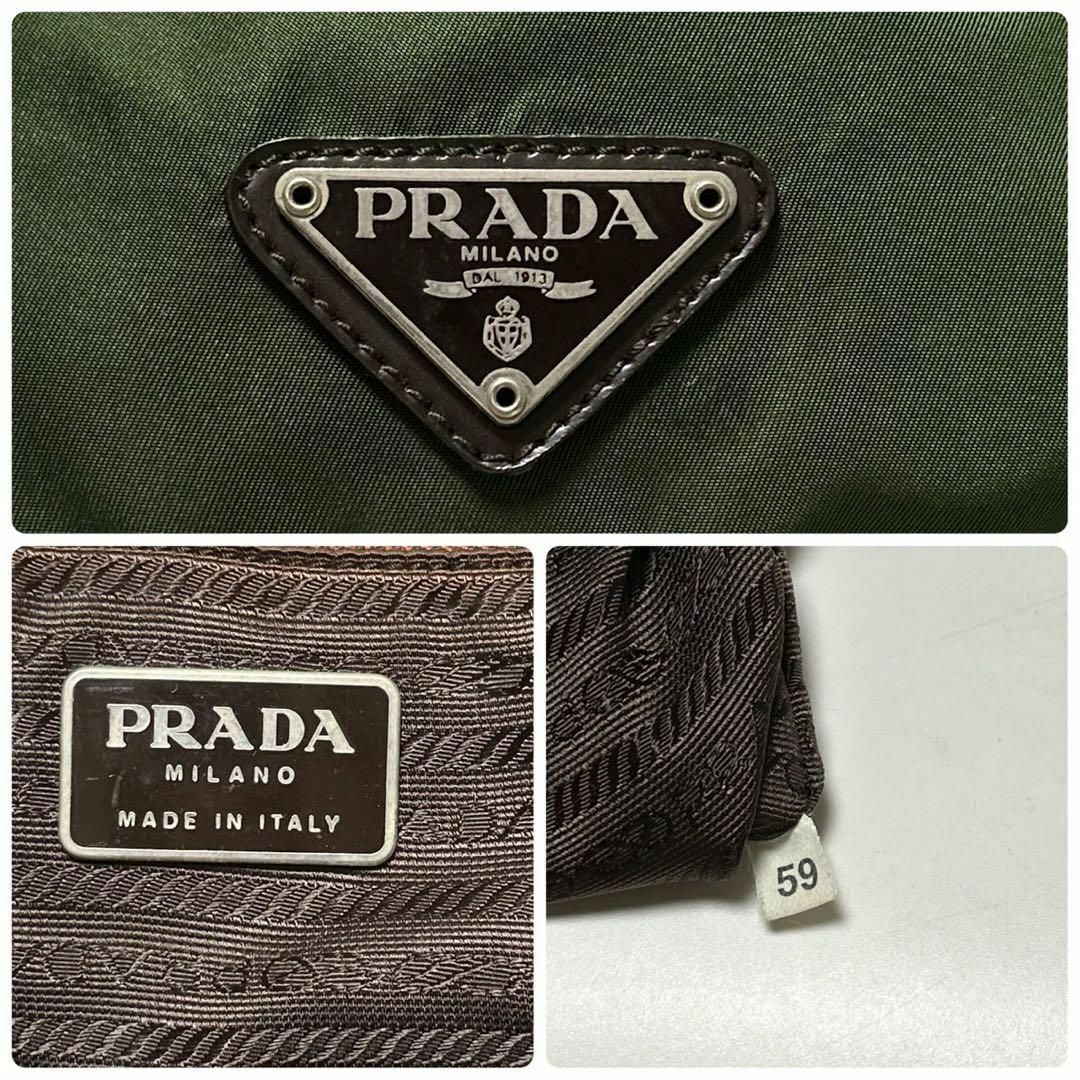 PRADA
MILANO
DAL 1913
PRADA
MILANO
MADE IN ITALY
59